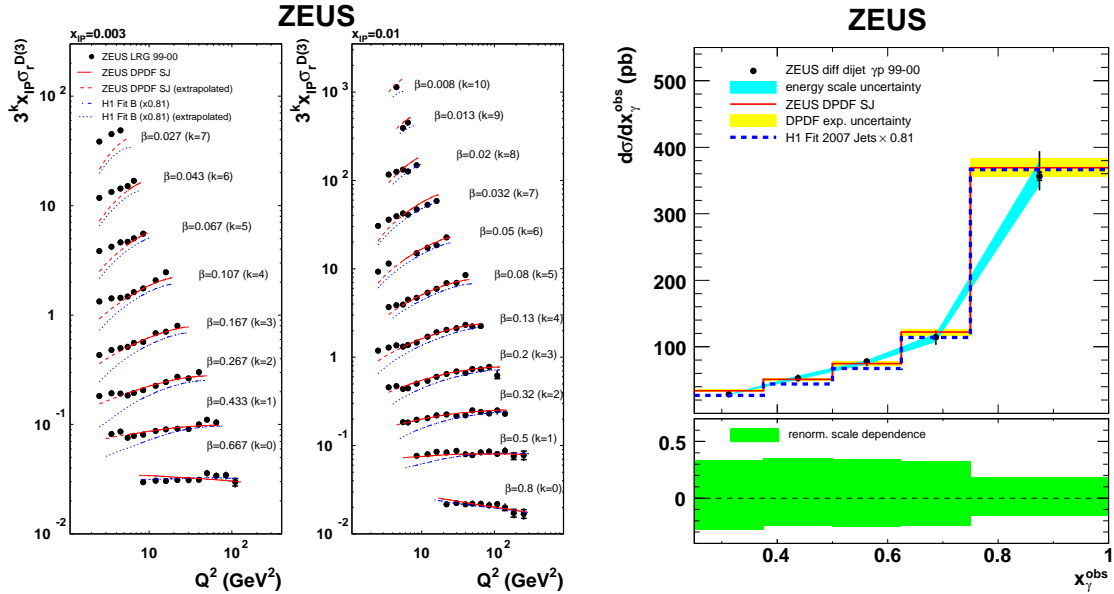 ZEUS
x_IP=0.003
x_IP=0.01
3^k x_IP σ_r^D(3)
3^k x_IP σ_r^D(3)
ZEUS LRG 99-00
ZEUS DPDF SJ
ZEUS DPDF SJ (extrapolated)
H1 Fit B (x0.81)
H1 Fit B (x0.81) (extrapolated)
β=0.027 (k=7)
β=0.043 (k=6)
β=0.067 (k=5)
β=0.107 (k=4)
β=0.167 (k=3)
β=0.267 (k=2)
β=0.433 (k=1)
β=0.667 (k=0)
10^2
10
1
10^-1
10^-2
10
10^2
Q^2 (GeV^2)
β=0.008 (k=10)
β=0.013 (k=9)
β=0.02 (k=8)
β=0.032 (k=7)
β=0.05 (k=6)
β=0.08 (k=5)
β=0.13 (k=4)
β=0.2 (k=3)
β=0.32 (k=2)
β=0.5 (k=1)
β=0.8 (k=0)
10^3
10^2
10
1
10^-1
10^-2
10
10^2
Q^2 (GeV^2)
ZEUS
dσ/dx_γ^obs (pb)
ZEUS diff dijet γp 99-00
energy scale uncertainty
ZEUS DPDF SJ
DPDF exp. uncertainty
H1 Fit 2007 Jets × 0.81
500
400
300
200
100
renorm. scale dependence
0.5
0
0.4
0.6
0.8
1
x_γ^obs